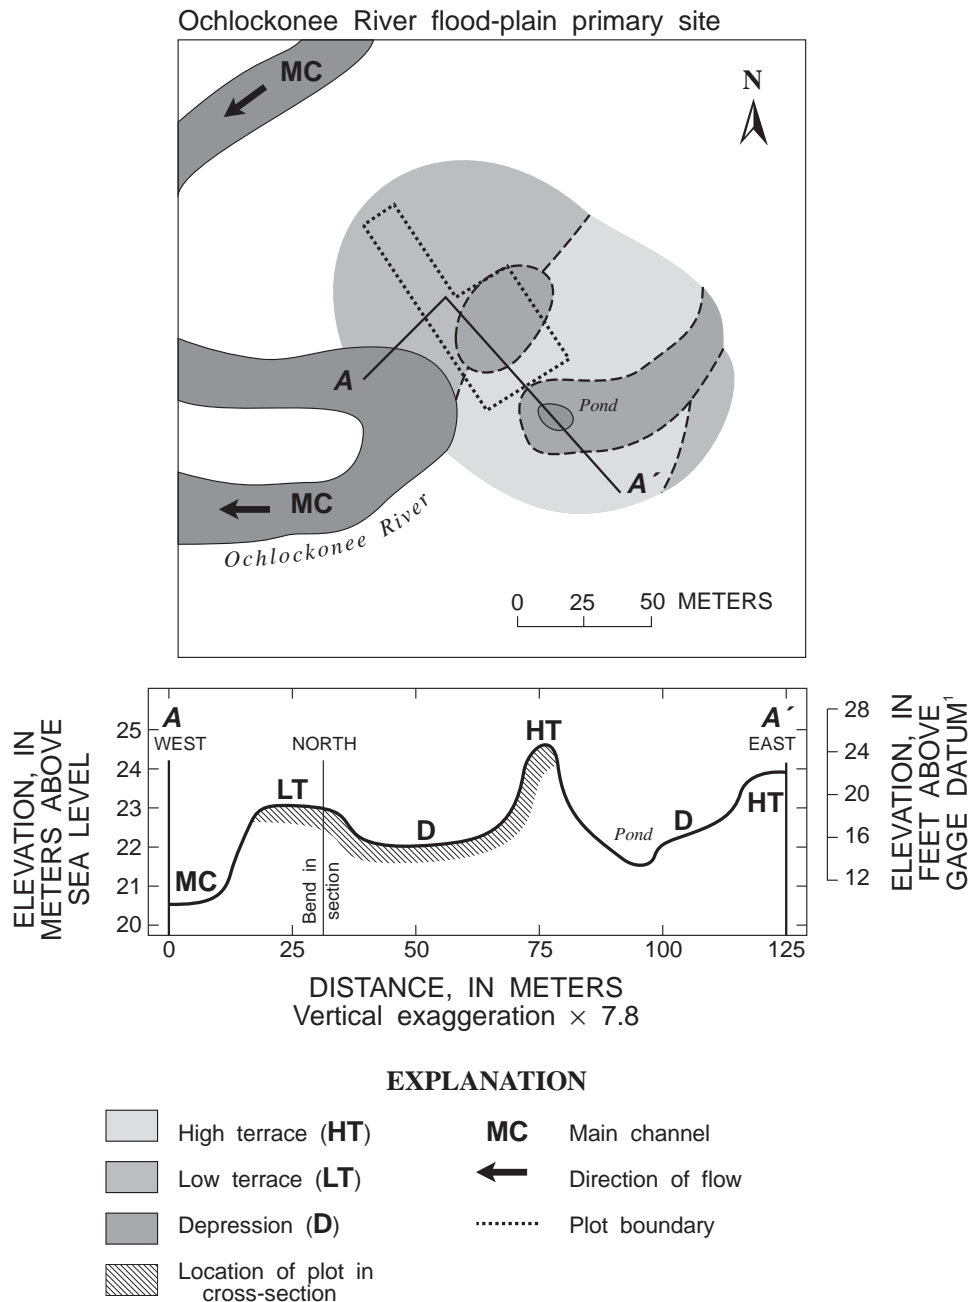 Ochlockonee River flood-plain primary site
MC
N
A
Pond
A´
MC
Ochlockonee River
0 25 50 METERS
ELEVATION, IN
METERS ABOVE
SEA LEVEL
25
24
23
22
21
20
A
WEST
NORTH
LT
MC
Bend in
section
D
HT
Pond
D
A´
EAST
HT
28
24
20
16
12
ELEVATION, IN
FEET ABOVE
GAGE DATUM¹
0 25 50 75 100 125
DISTANCE, IN METERS
Vertical exaggeration × 7.8
EXPLANATION
High terrace (HT)
Low terrace (LT)
Depression (D)
Location of plot in
cross-section
MC Main channel
Direction of flow
Plot boundary